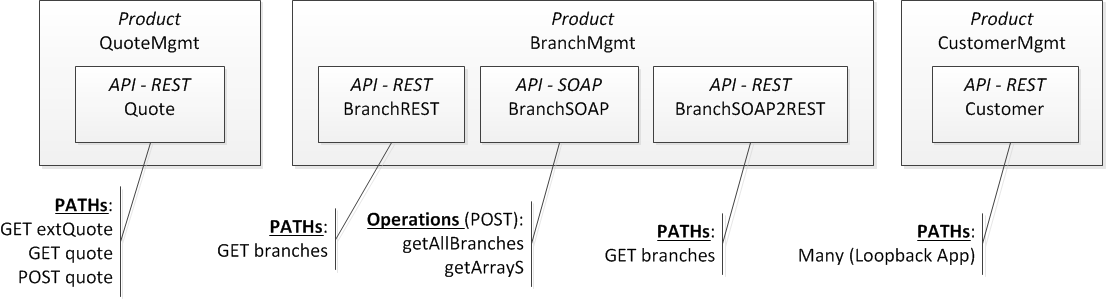 Product
QuoteMgmt
API - REST
Quote
PATHs:
GET extQuote
GET quote
POST quote
Product
BranchMgmt
API - REST
BranchREST
PATHs:
GET branches
API - SOAP
BranchSOAP
Operations (POST):
getAllBranches
getArrayS
API - REST
BranchSOAP2REST
PATHs:
GET branches
Product
CustomerMgmt
API - REST
Customer
PATHs:
Many (Loopback App)